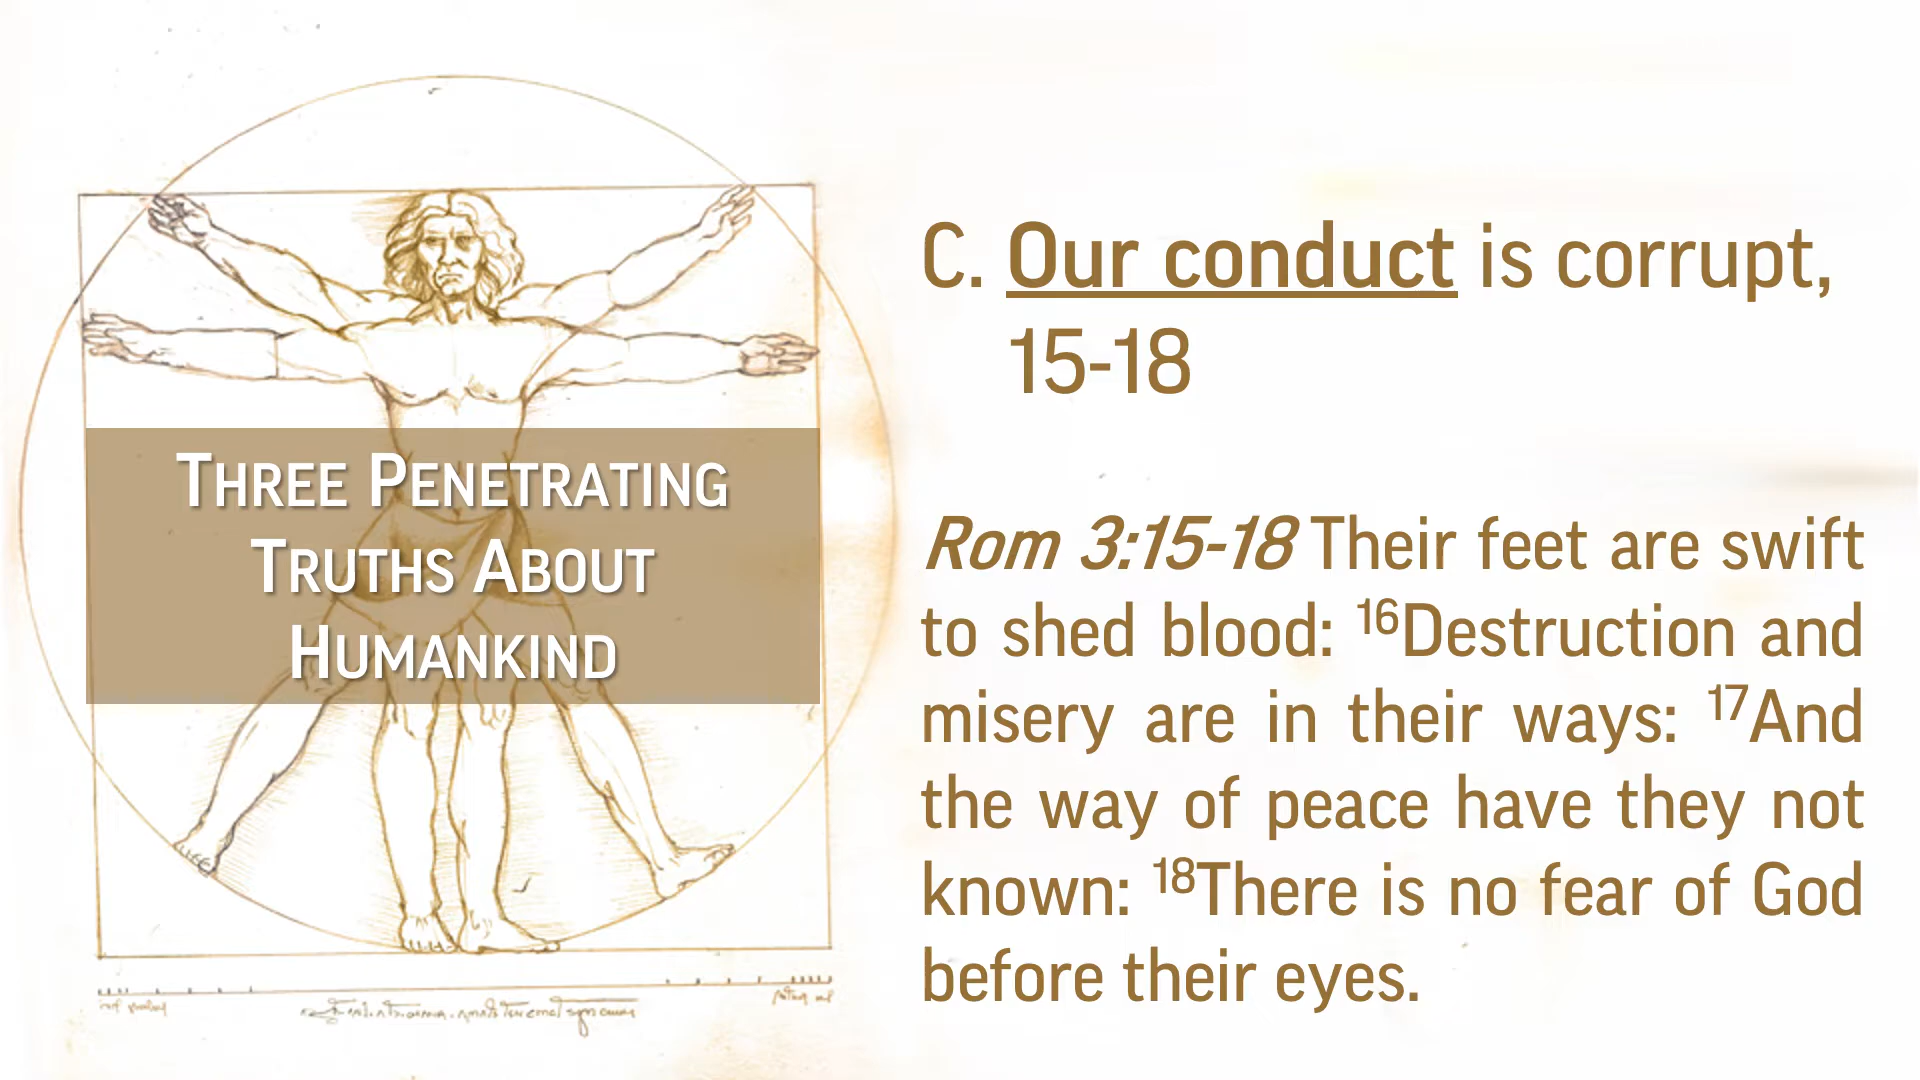 THREE PENETRATING
TRUTHS ABOUT
HUMANKIND
C. Our conduct is corrupt,
15-18
Rom 3:15-18 Their feet are swift
to shed blood: 16Destruction and
misery are in their ways: 17And
the way of peace have they not
known: 18There is no fear of God
before their eyes.